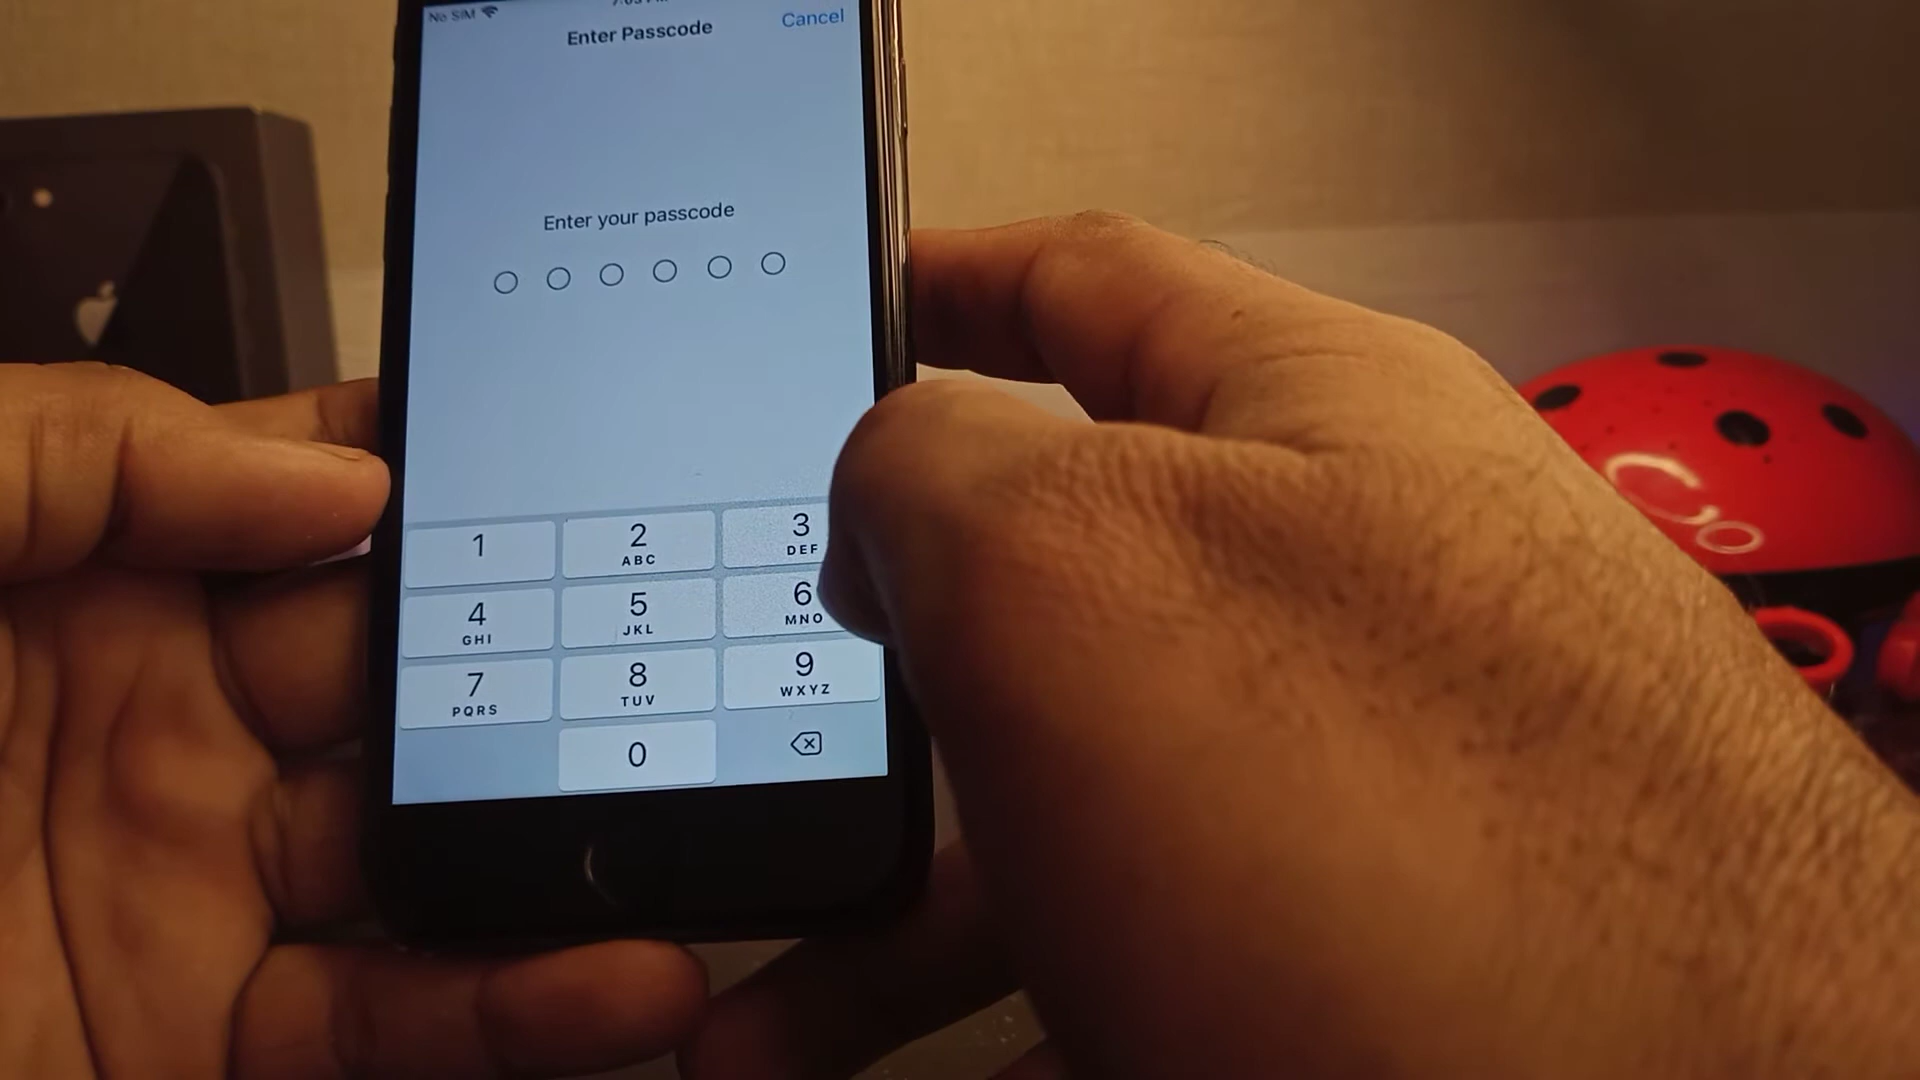 No SIM
Enter Passcode
Cancel
Enter your passcode
1
2
ABC
3
DEF
4
GHI
5
JKL
6
MNO
7
PQRS
8
TUV
9
WXYZ
0